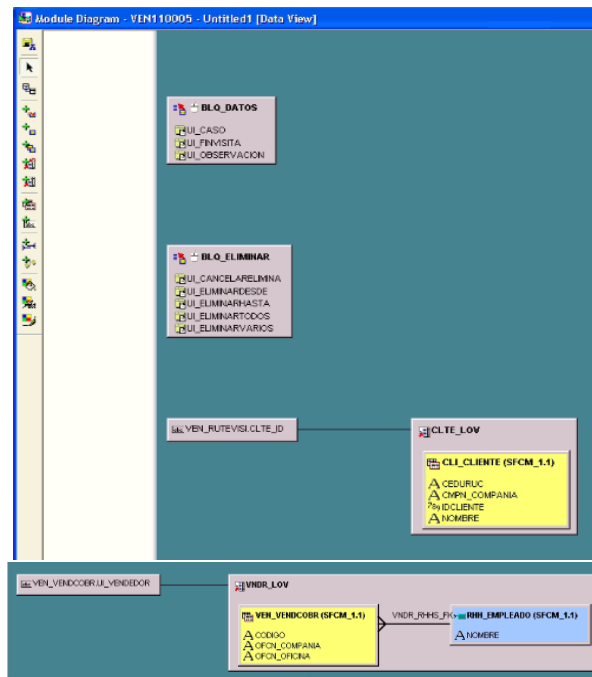 Module Diagram - VEN110005 - Untitled1 [Data View]
BLQ_DATOS
UI_CASO
UI_FINVISITA
UI_OBSERVACION
BLQ_ELIMINAR
UI_CANCELARELIMINA
UI_ELIMINARDESDE
UI_ELIMINARHASTA
UI_ELIMINARTODOS
UI_ELIMINARVARIOS
VEN_RUTEVISI.CLTE_ID
CLTE_LOV
CLI_CLIENTE (SFCM_1.1)
A CEDURUC
A CMPN_COMPANIA
789 IDCLIENTE
A NOMBRE
VEN_VENDCOBR.UI_VENDEDOR
VNDR_LOV
VEN_VENDCOBR (SFCM_1.1)
VNDR_RHHS_FK
RHH_EMPLEADO (SFCM_1.1)
A CODIGO
A OFCN_COMPANIA
A OFCN_OFICINA
A NOMBRE